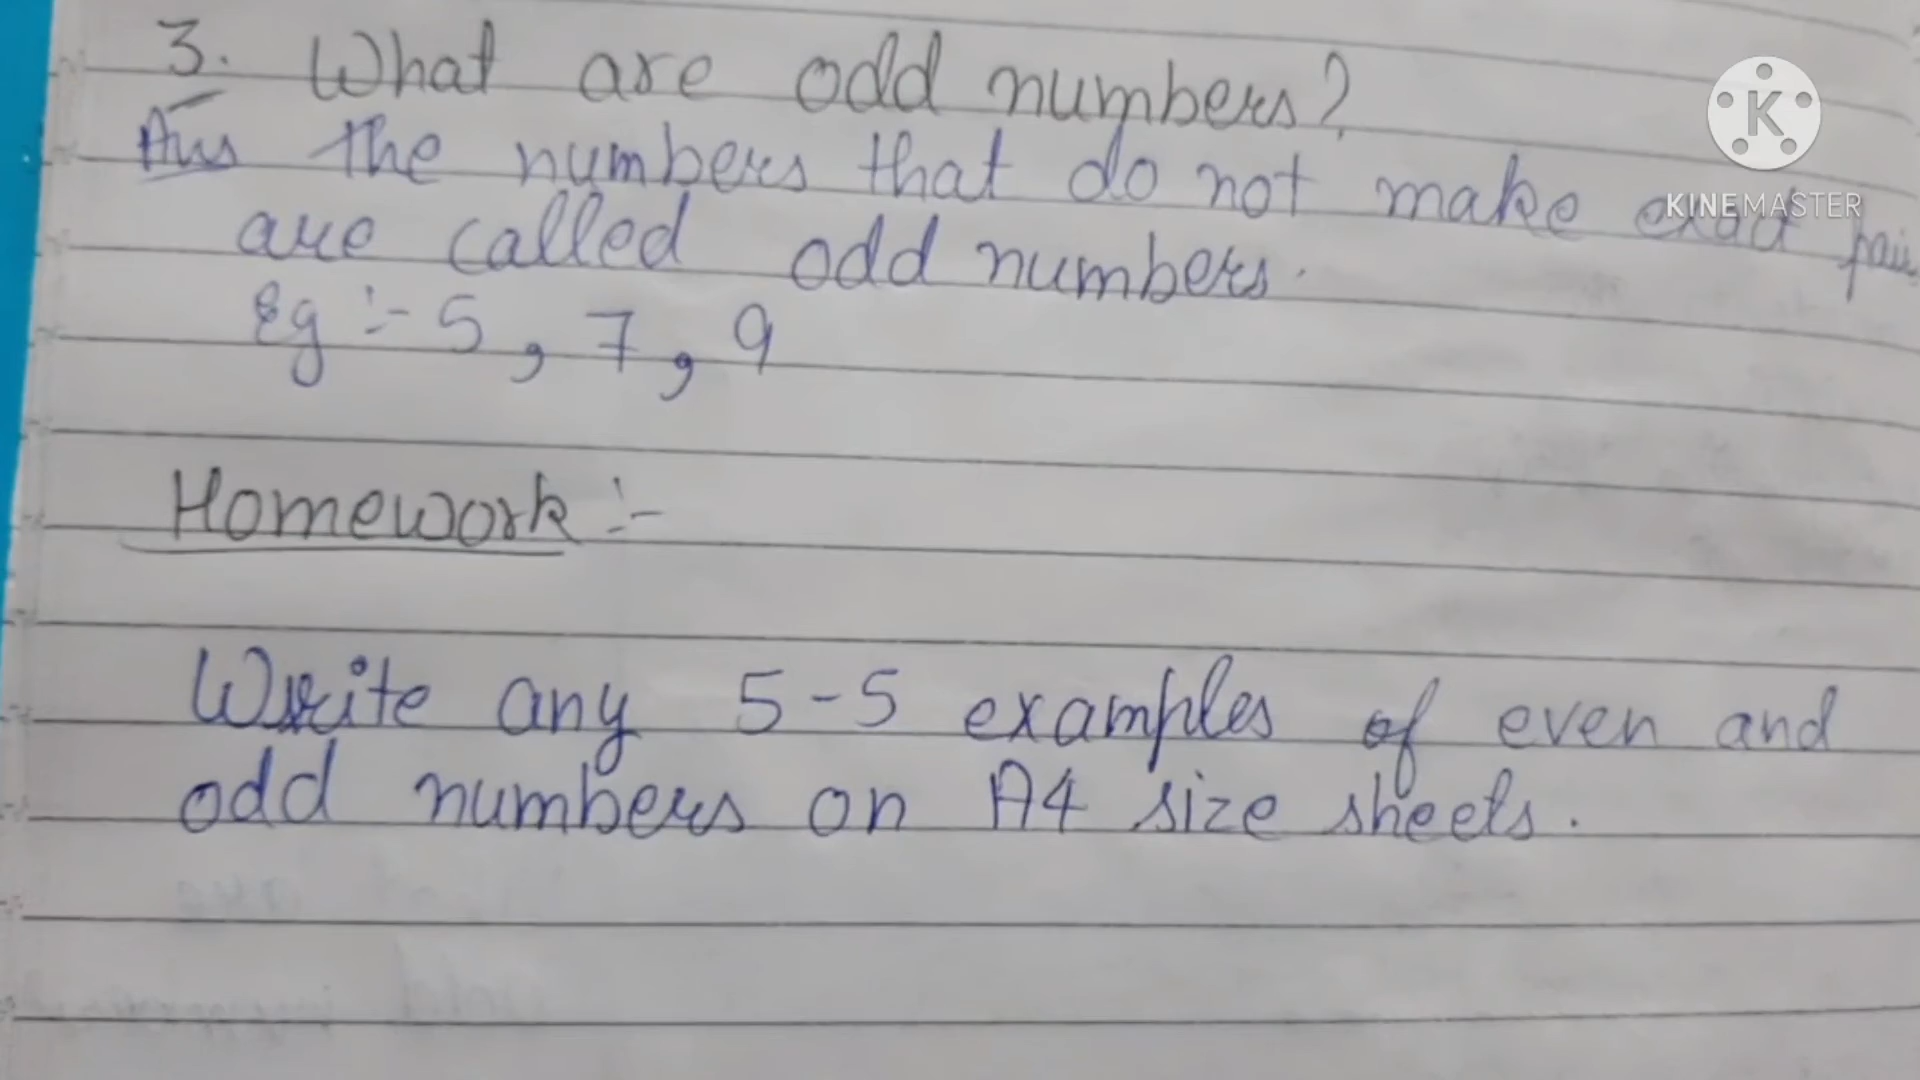 3. What are odd numbers?
Ans the numbers that do not make exact pair
are called odd numbers.
Eg :- 5, 7, 9
Homework :-
Write any 5-5 examples of even and
odd numbers on A4 size sheets.
K
KINEMASTER